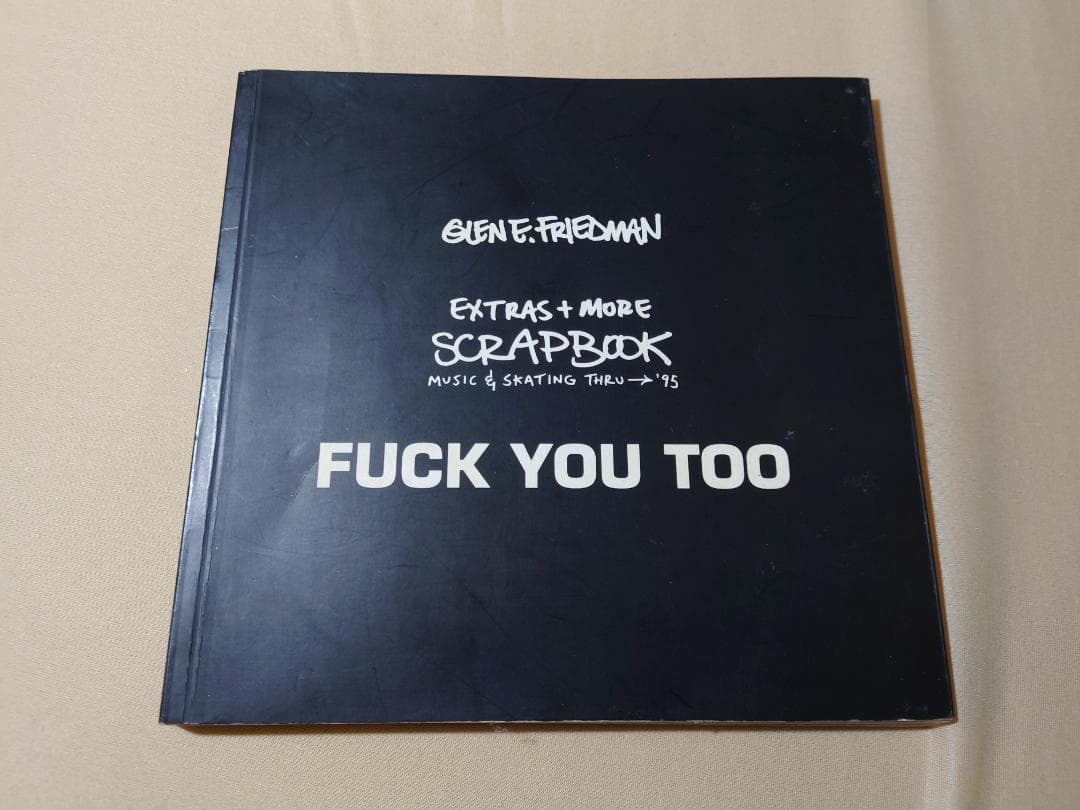 GLEN E. FRIEDMAN
EXTRAS + MORE
SCRAPBOOK
MUSIC & SKATING THRU → '95
FUCK YOU TOO